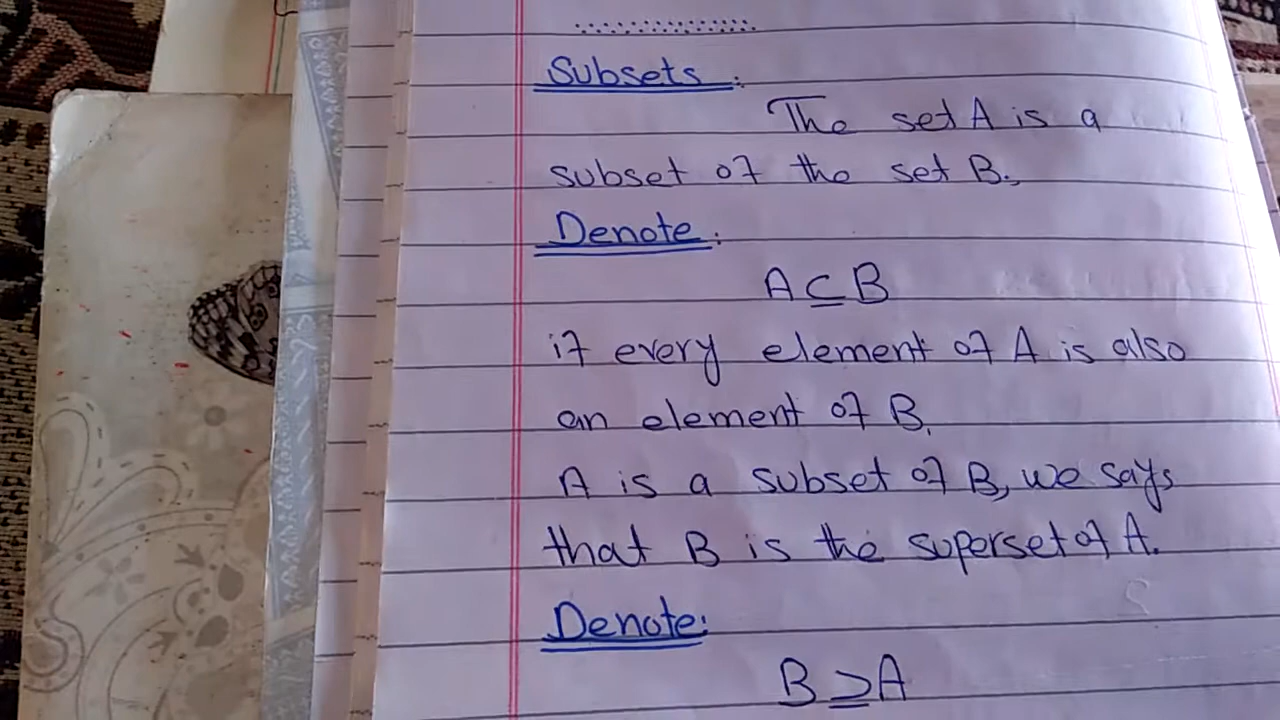 Subsets:
The set A is a
subset of the set B.,
Denote:
A ⊆ B
if every element of A is also
an element of B,
A is a subset of B, we says
that B is the superset of A.
Denote:
B ⊇ A